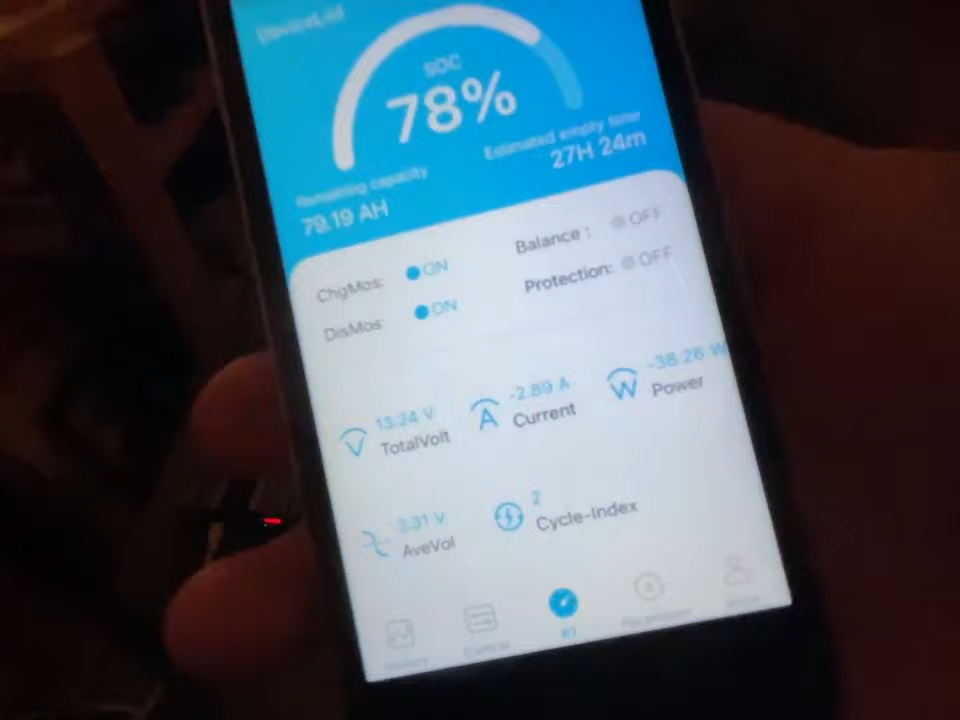 DeviceList
SOC
78%
Remaining capacity
79.19 AH
Estimated empty time
27H 24m
ChgMos: ON
Balance : OFF
DisMos: ON
Protection: OFF
13.24 V
TotalVolt
-2.89 A
Current
-38.26 W
Power
3.31 V
AveVol
2
Cycle-Index